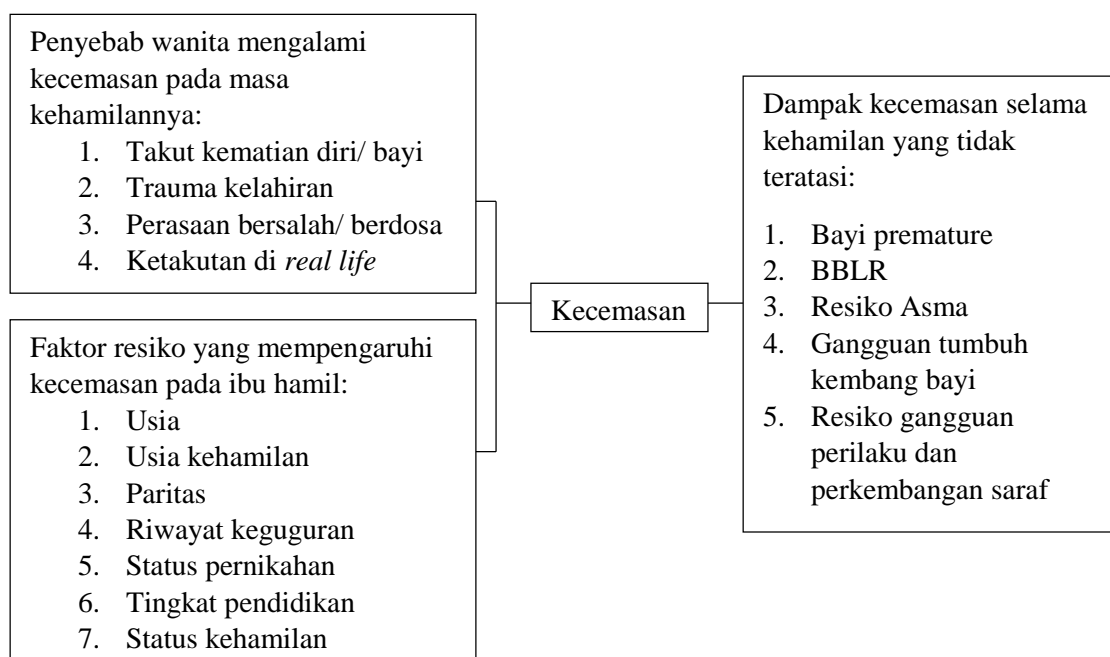 Penyebab wanita mengalami
kecemasan pada masa
kehamilannya:
1. Takut kematian diri/ bayi
2. Trauma kelahiran
3. Perasaan bersalah/ berdosa
4. Ketakutan di real life
Faktor resiko yang mempengaruhi
kecemasan pada ibu hamil:
1. Usia
2. Usia kehamilan
3. Paritas
4. Riwayat keguguran
5. Status pernikahan
6. Tingkat pendidikan
7. Status kehamilan
Kecemasan
Dampak kecemasan selama
kehamilan yang tidak
teratasi:
1. Bayi premature
2. BBLR
3. Resiko Asma
4. Gangguan tumbuh
kembang bayi
5. Resiko gangguan
perilaku dan
perkembangan saraf